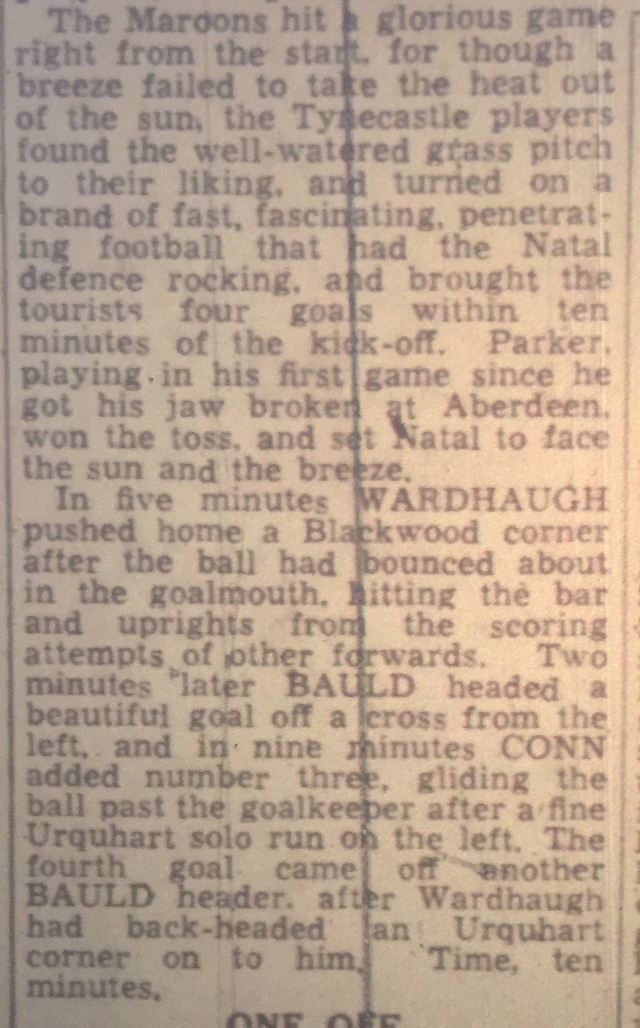 The Maroons hit a glorious game
right from the start, for though a
breeze failed to take the heat out
of the sun, the Tynecastle players
found the well-watered grass pitch
to their liking, and turned on a
brand of fast, fascinating, penetrat-
ing football that had the Natal
defence rocking, and brought the
tourists four goals within ten
minutes of the kick-off. Parker,
playing in his first game since he
got his jaw broken at Aberdeen,
won the toss, and set Natal to face
the sun and the breeze.
In five minutes WARDHAUGH
pushed home a Blackwood corner
after the ball had bounced about
in the goalmouth, hitting the bar
and uprights from the scoring
attempts of other forwards. Two
minutes later BAULD headed a
beautiful goal off a cross from the
left, and in nine minutes CONN
added number three, gliding the
ball past the goalkeeper after a fine
Urquhart solo run on the left. The
fourth goal came off another
BAULD header, after Wardhaugh
had back-headed an Urquhart
corner on to him. Time, ten
minutes.
ONE OFF